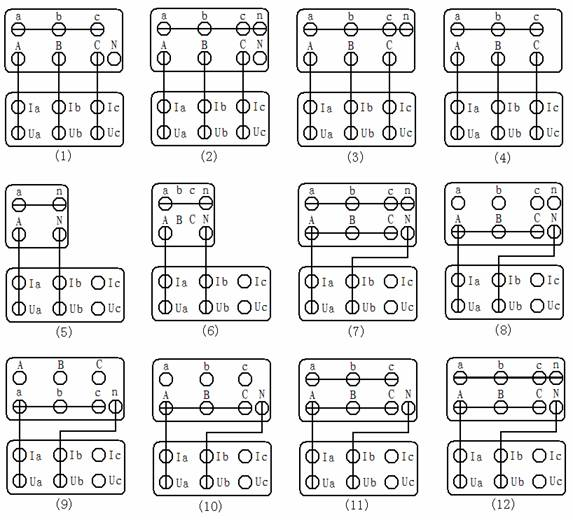 a b c
A B C N
Ia Ib Ic
Ua Ub Uc
(1)
a b c n
A B C N
Ia Ib Ic
Ua Ub Uc
(2)
a b c n
A B C
Ia Ib Ic
Ua Ub Uc
(3)
a b c
A B C
Ia Ib Ic
Ua Ub Uc
(4)
a n
A N
Ia Ib Ic
Ua Ub Uc
(5)
a b c n
A B C N
Ia Ib Ic
Ua Ub Uc
(6)
a b c n
A B C N
Ia Ib Ic
Ua Ub Uc
(7)
a b c n
A B C N
Ia Ib Ic
Ua Ub Uc
(8)
A B C
a b c n
Ia Ib Ic
Ua Ub Uc
(9)
a b c
A B C N
Ia Ib Ic
Ua Ub Uc
(10)
a b c
A B C N
Ia Ib Ic
Ua Ub Uc
(11)
a b c n
A B C N
Ia Ib Ic
Ua Ub Uc
(12)